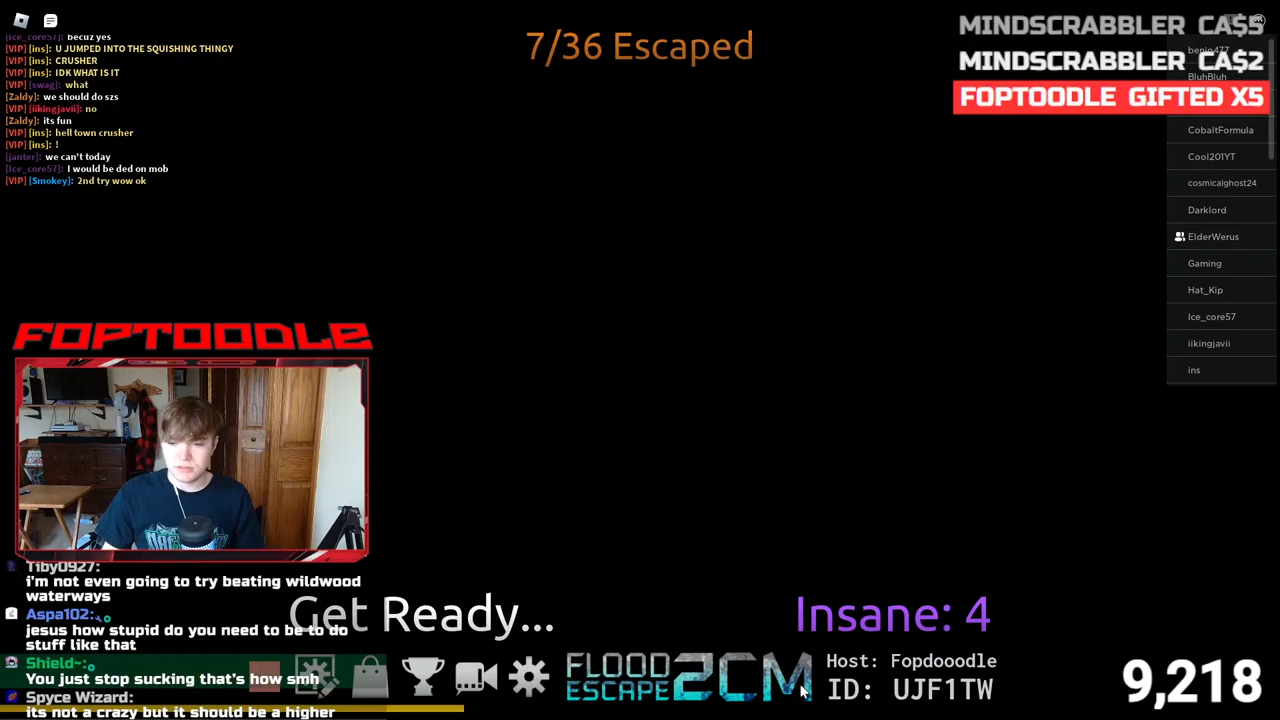 [Ice_core57]: becuz yes
[VIP] [ins]: U JUMPED INTO THE SQUISHING THINGY
[VIP] [ins]: CRUSHER
[VIP] [ins]: IDK WHAT IS IT
[VIP] [swag]: what
[Zaldy]: we should do szs
[VIP] [iikingjavii]: no
[Zaldy]: its fun
[VIP] [ins]: hell town crusher
[VIP] [ins]: !
[janter]: we can't today
[Ice_core57]: I would be ded on mob
[VIP] [Smokey]: 2nd try wow ok
7/36 Escaped
MINDSCRABBLER CA$5
MINDSCRABBLER CA$2
FOPTOODLE GIFTED X5
benjo477
BluhBluh
CobaltFormula
Cool201YT
cosmicalghost24
Darklord
ElderWerus
Gaming
Hat_Kip
Ice_core57
iikingjavii
ins
FOPTOODLE
Tiby0927:
i'm not even going to try beating wildwood
waterways
Aspa102:
jesus how stupid do you need to be to do
stuff like that
Shield~:
You just stop sucking that's how smh
Spyce Wizard:
its not a crazy but it should be a higher
Get Ready...
Insane: 4
FLOOD
ESCAPE
2CM
Host: Fopdooodle
ID: UJF1TW
9,218